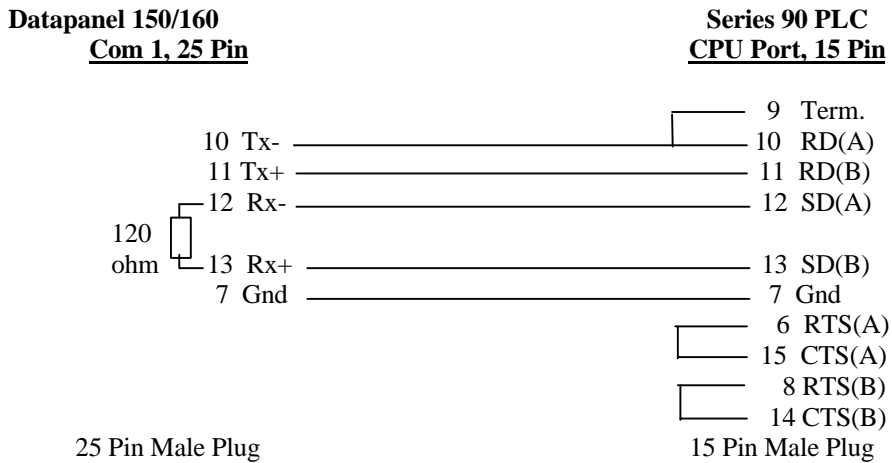 Datapanel 150/160 Series 90 PLC
Com 1, 25 Pin CPU Port, 15 Pin
9 Term.
10 Tx- 10 RD(A)
11 Tx+ 11 RD(B)
12 Rx- 12 SD(A)
120
ohm 13 Rx+ 13 SD(B)
7 Gnd 7 Gnd
6 RTS(A)
15 CTS(A)
8 RTS(B)
14 CTS(B)
25 Pin Male Plug 15 Pin Male Plug